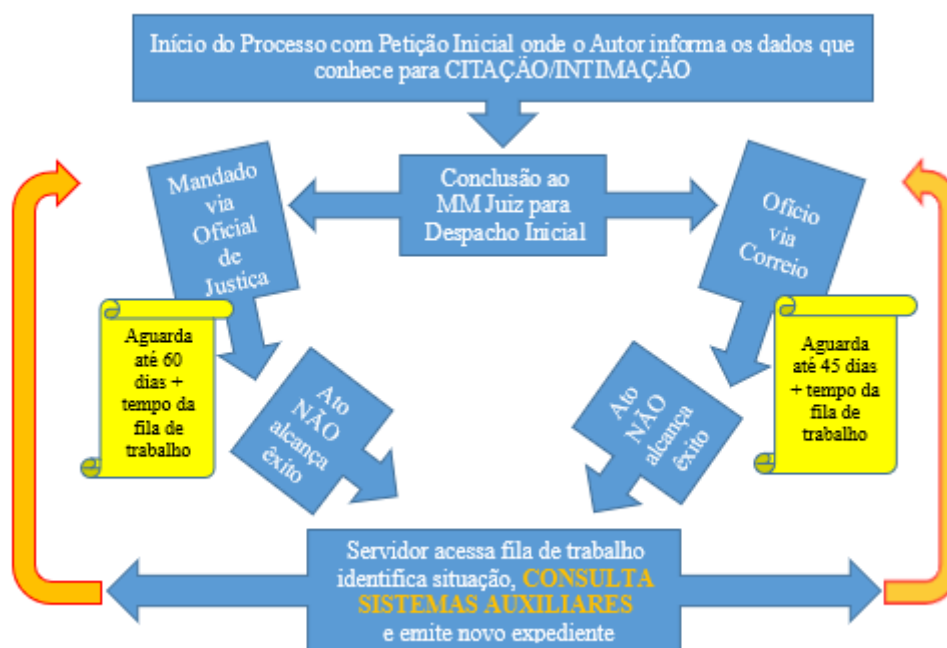 Início do Processo com Petição Inicial onde o Autor informa os dados que
conhece para CITAÇÃO/INTIMAÇÃO
Conclusão ao
MM Juiz para
Despacho Inicial
Mandado
via
Oficial
de
Justiça
Ofício
via
Correio
Aguarda
até 60
dias +
tempo da
fila de
trabalho
Aguarda
até 45 dias
+ tempo da
fila de
trabalho
Ato
NÃO
alcança
êxito
Ato
NÃO
alcança
êxito
Servidor acessa fila de trabalho
identifica situação, CONSULTA
SISTEMAS AUXILIARES
e emite novo expediente